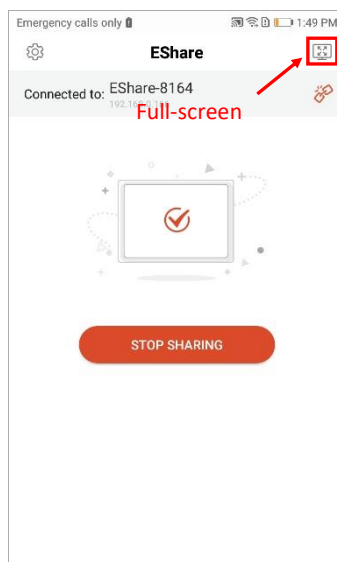 Emergency calls only 1:49 PM
EShare
Connected to: EShare-8164
Full-screen
STOP SHARING